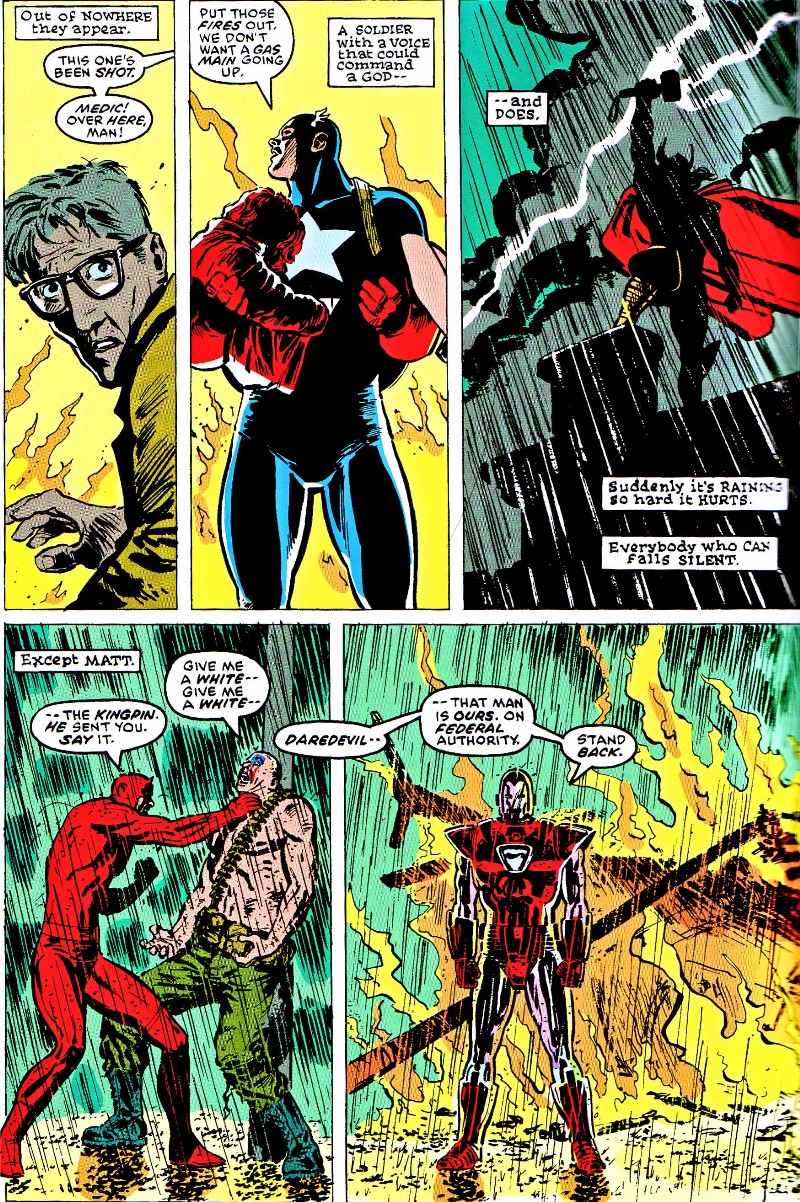 Out of NOWHERE
they appear.
THIS ONE'S
BEEN SHOT.
MEDIC!
OVER HERE,
MAN!
PUT THOSE
FIRES OUT.
WE DON'T
WANT A GAS
MAIN GOING
UP.
A SOLDIER
with a VOICE
that could
command
a GOD--
--and
DOES.
Suddenly it's RAINING
so hard it HURTS.
Everybody who CAN
falls SILENT.
Except MATT.
--THE KINGPIN.
HE SENT YOU.
SAY IT.
GIVE ME
A WHITE--
GIVE ME
A WHITE--
DAREDEVIL--
--THAT MAN
IS OURS. ON
FEDERAL
AUTHORITY.
STAND
BACK.